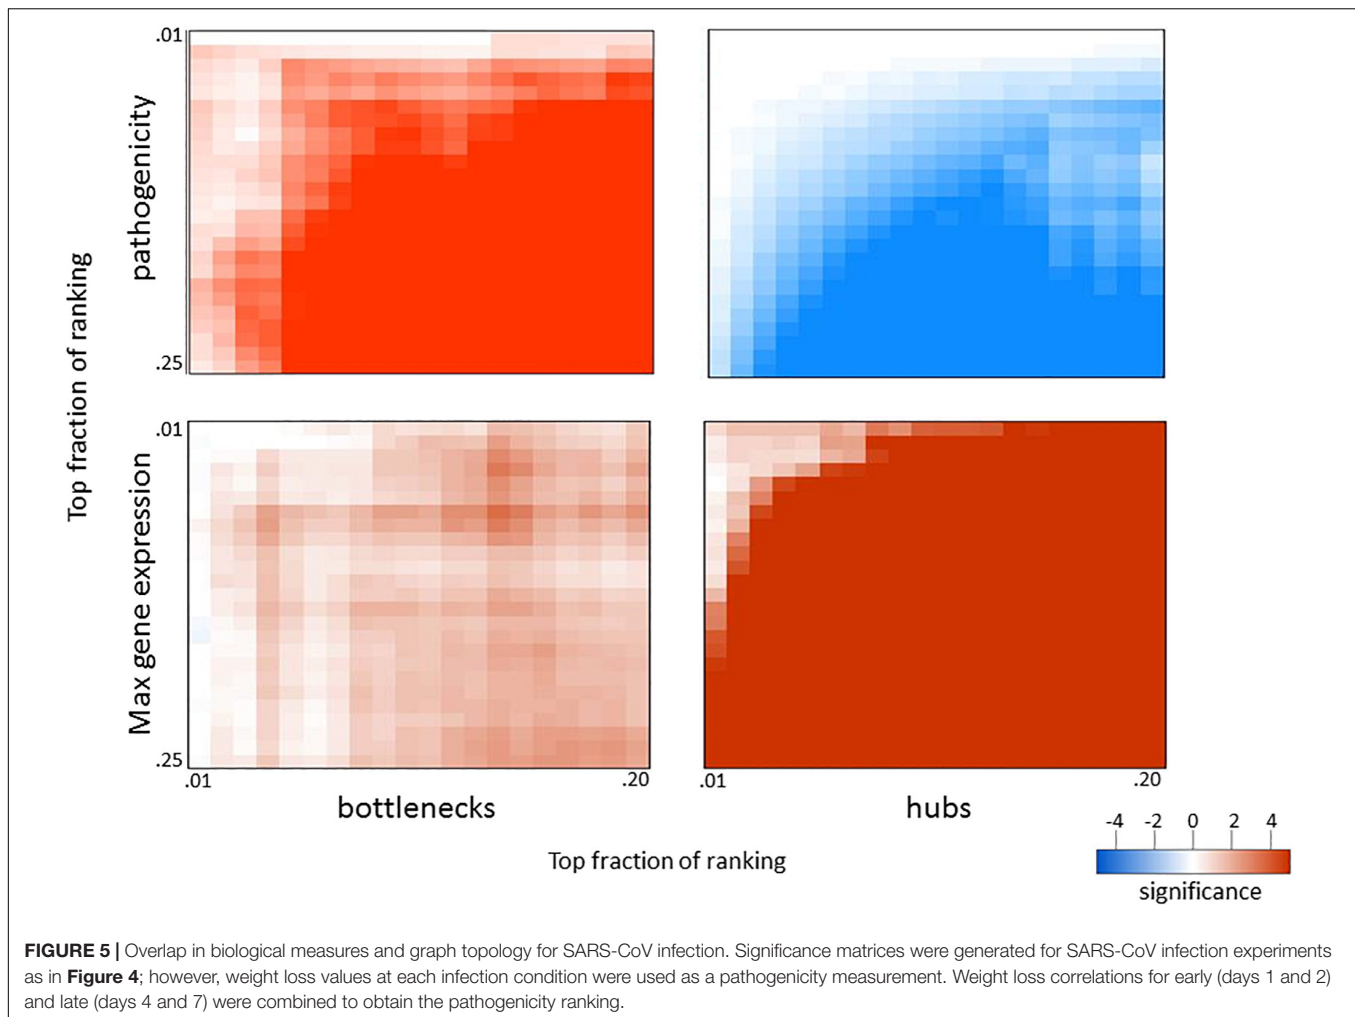 .01
pathogenicity
.25
Top fraction of ranking
.01
Max gene expression
.25
.01
.20
.01
.20
bottlenecks
hubs
Top fraction of ranking
-4 -2 0 2 4
significance
FIGURE 5 | Overlap in biological measures and graph topology for SARS-CoV infection. Significance matrices were generated for SARS-CoV infection experiments
as in Figure 4; however, weight loss values at each infection condition were used as a pathogenicity measurement. Weight loss correlations for early (days 1 and 2)
and late (days 4 and 7) were combined to obtain the pathogenicity ranking.